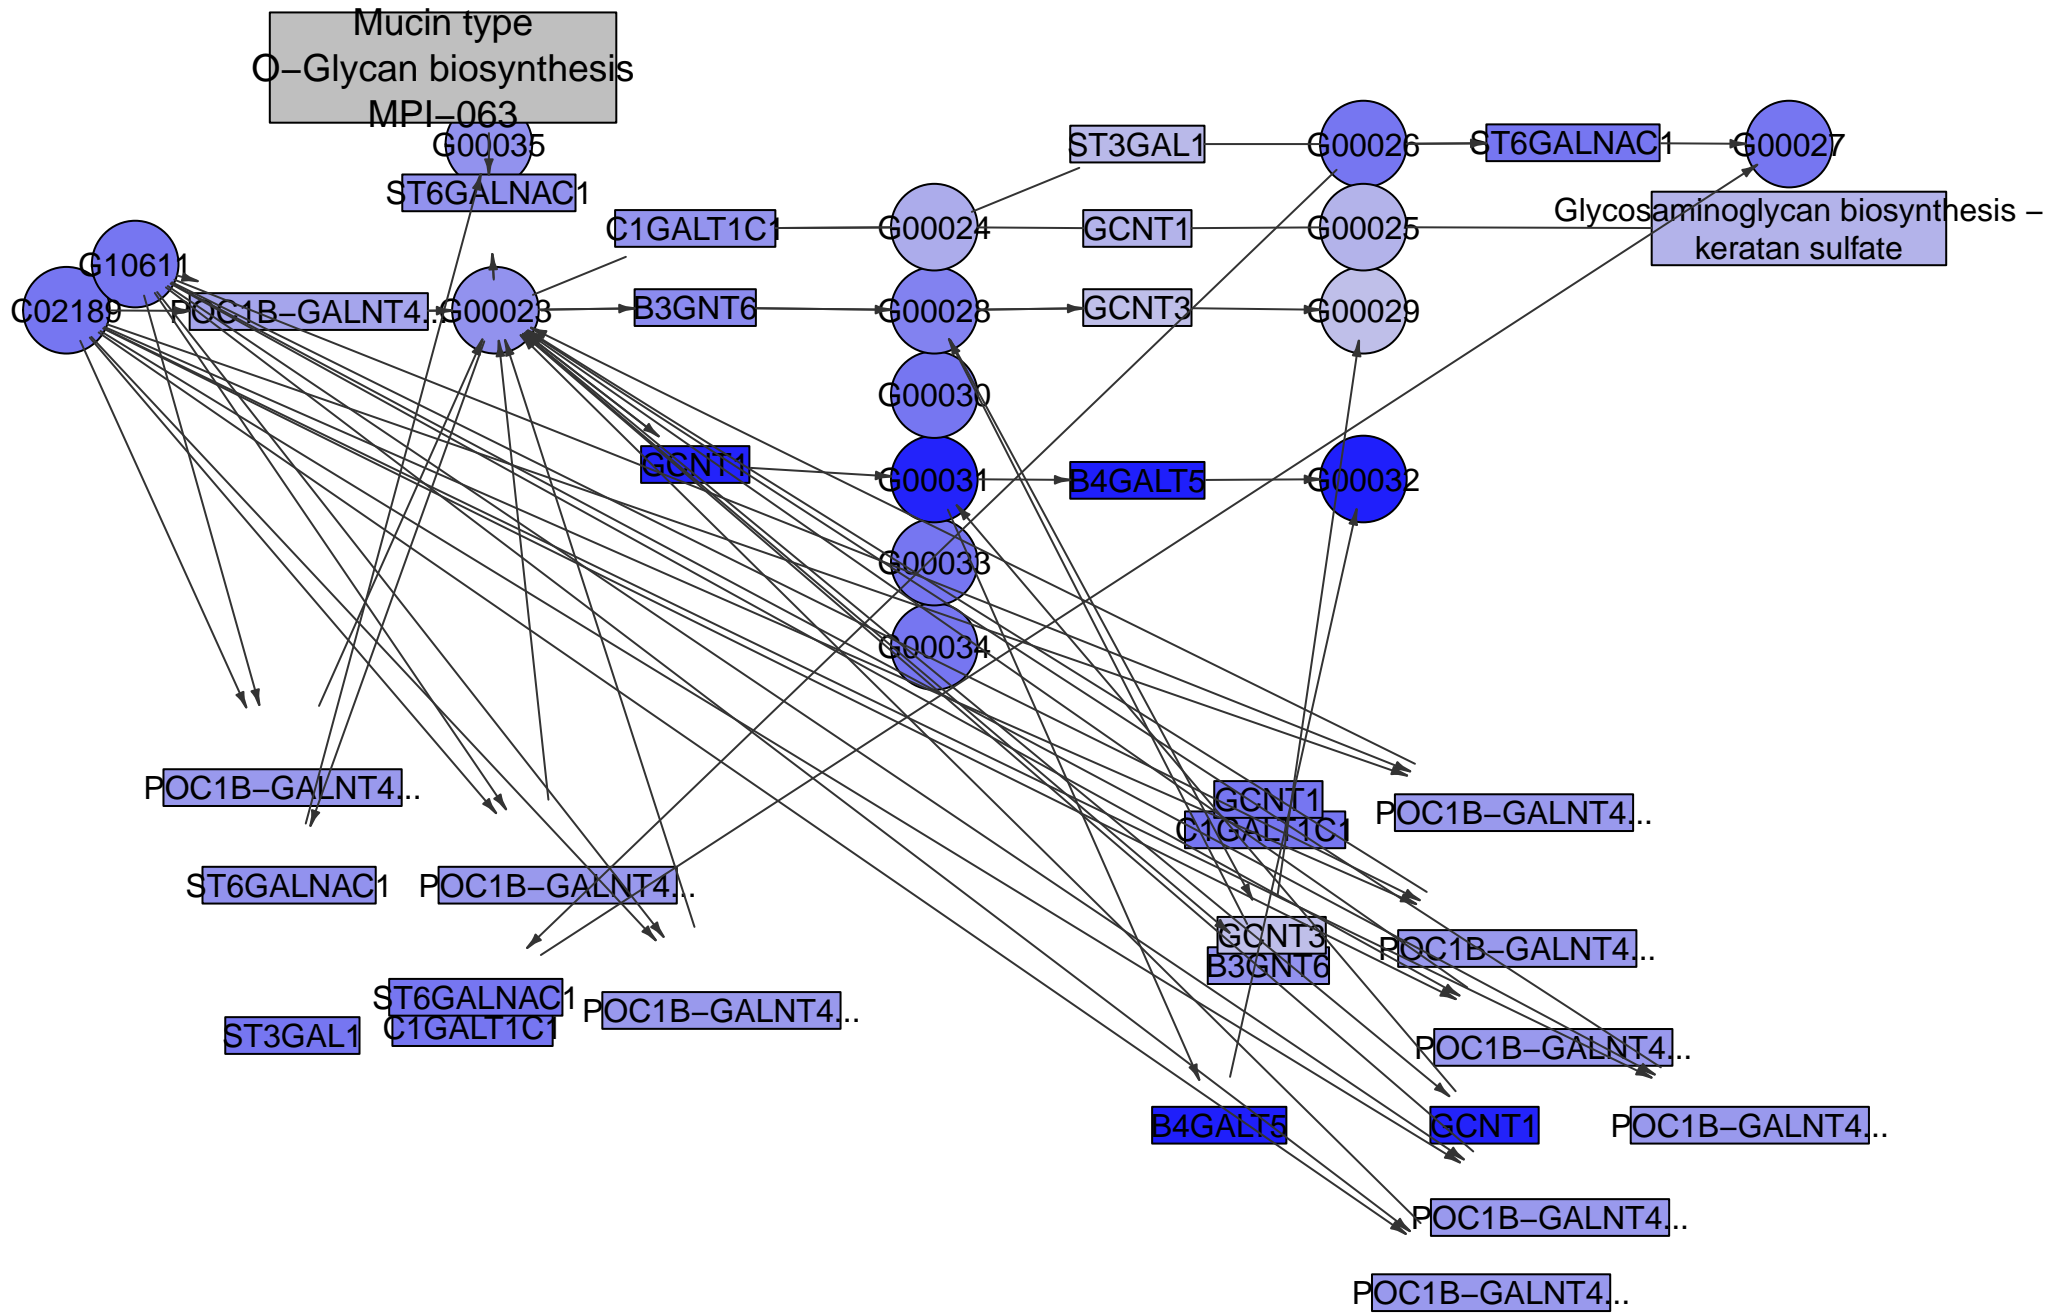 Mucin type
O−Glycan biosynthesis
MPI−063
G00035
ST3GAL1
G00026
ST6GALNAC1
G00027
ST6GALNAC1
C1GALT1C1
G00024
GCNT1
G00025
Glycosaminoglycan biosynthesis −
keratan sulfate
G10611
C02189
POC1B−GALNT4...
G00023
B3GNT6
G00028
GCNT3
G00029
G00030
GCNT1
G00031
B4GALT5
G00032
G00033
G00034
POC1B−GALNT4...
GCNT1
POC1B−GALNT4...
C1GALT1C1
ST6GALNAC1
POC1B−GALNT4...
GCNT3
POC1B−GALNT4...
B3GNT6
ST6GALNAC1
POC1B−GALNT4...
ST3GAL1
C1GALT1C1
POC1B−GALNT4...
B4GALT5
GCNT1
POC1B−GALNT4...
POC1B−GALNT4...
POC1B−GALNT4...